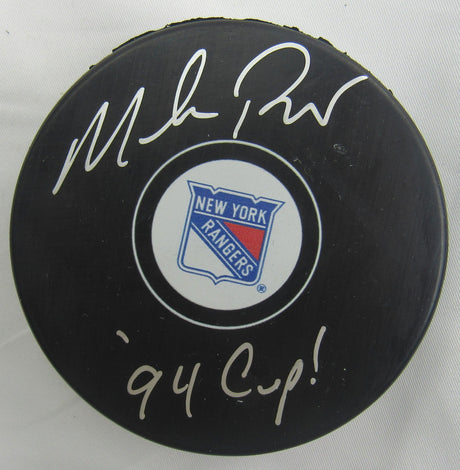 NEW YORK
RANGERS
®
'94 Cup!